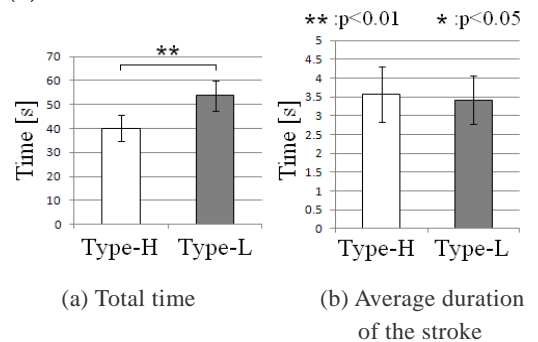 ** :p<0.01 * :p<0.05
**
Time [s]
70
60
50
40
30
20
10
0
Type-H Type-L
(a) Total time
Time [s]
5
4.5
4
3.5
3
2.5
2
1.5
1
0.5
0
Type-H Type-L
(b) Average duration
of the stroke